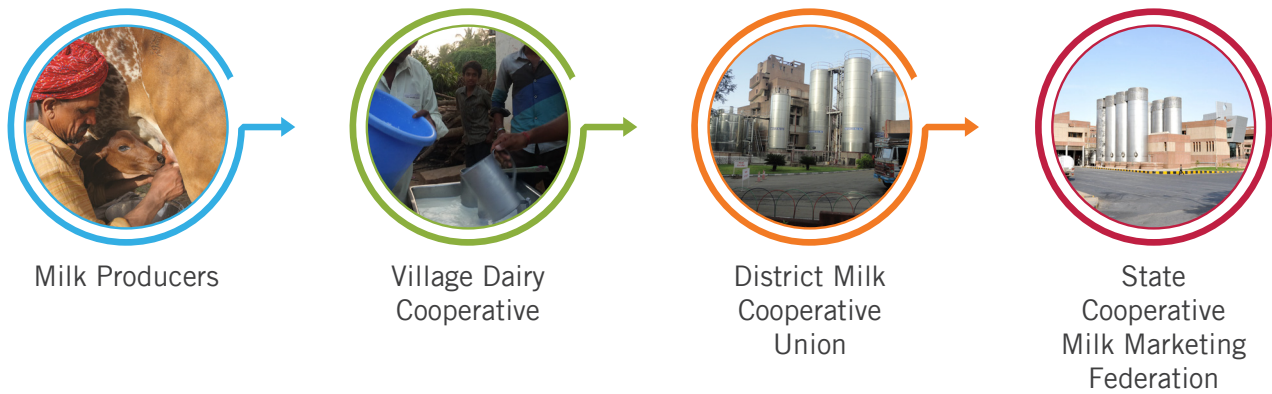 Milk Producers
Village Dairy
Cooperative
District Milk
Cooperative
Union
State
Cooperative
Milk Marketing
Federation